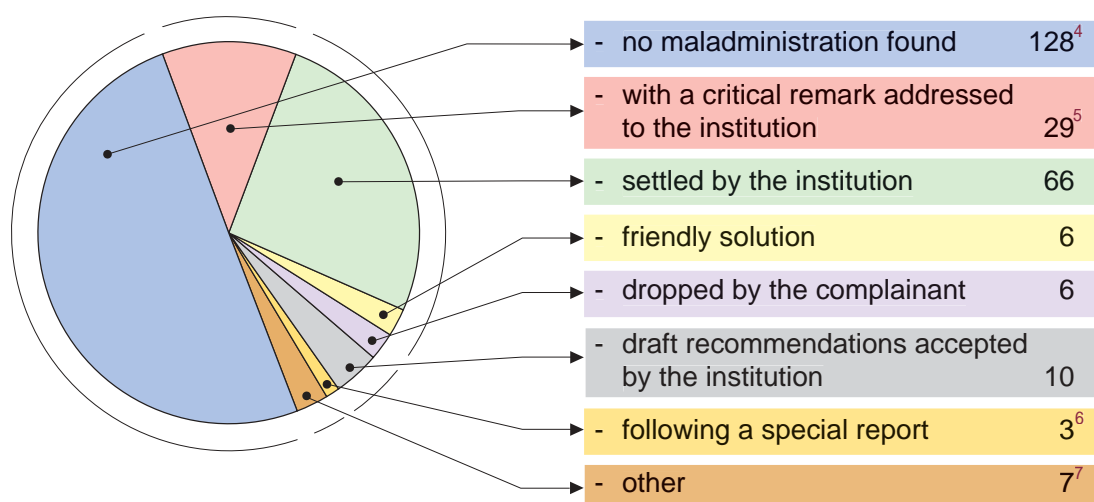 - no maladministration found 128⁴
- with a critical remark addressed
to the institution 29⁵
- settled by the institution 66
- friendly solution 6
- dropped by the complainant 6
- draft recommendations accepted
by the institution 10
- following a special report 3⁶
- other 7⁷